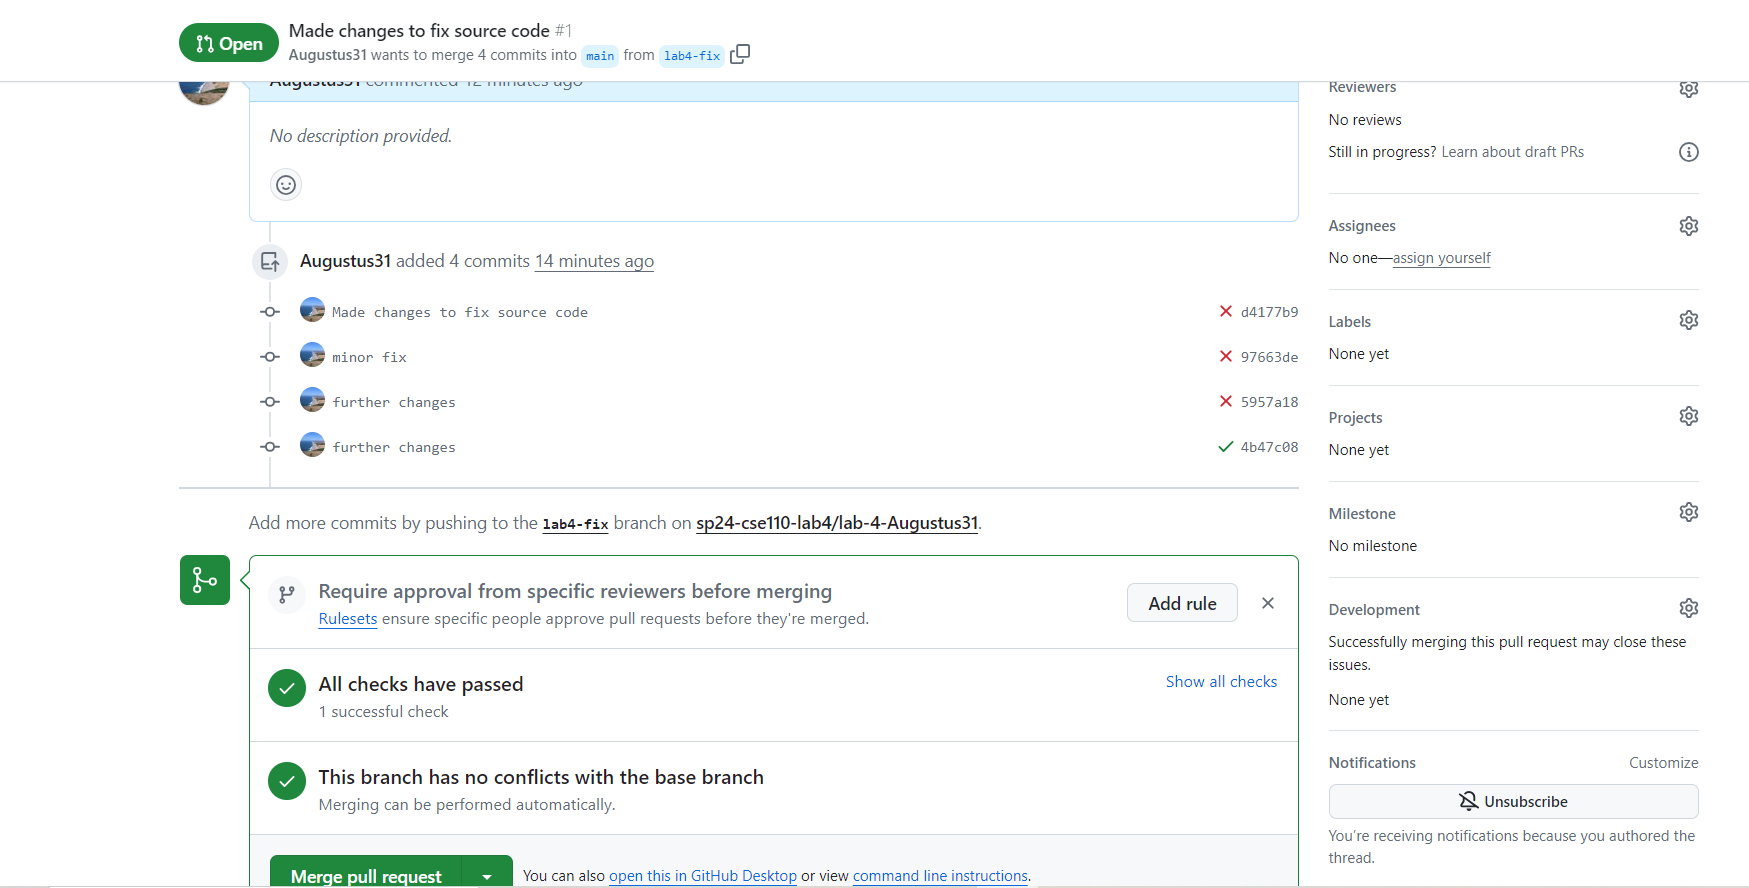 Open
Made changes to fix source code #1
Augustus31 wants to merge 4 commits into main from lab4-fix
Augustus31 commented 12 minutes ago
No description provided.
Augustus31 added 4 commits 14 minutes ago
Made changes to fix source code d4177b9
minor fix 97663de
further changes 5957a18
further changes 4b47c08
Add more commits by pushing to the lab4-fix branch on sp24-cse110-lab4/lab-4-Augustus31.
Require approval from specific reviewers before merging
Rulesets ensure specific people approve pull requests before they're merged.
Add rule
All checks have passed
1 successful check
Show all checks
This branch has no conflicts with the base branch
Merging can be performed automatically.
Merge pull request
You can also open this in GitHub Desktop or view command line instructions.
Reviewers
No reviews
Still in progress? Learn about draft PRs
Assignees
No one—assign yourself
Labels
None yet
Projects
None yet
Milestone
No milestone
Development
Successfully merging this pull request may close these
issues.
None yet
Notifications
Customize
Unsubscribe
You're receiving notifications because you authored the
thread.